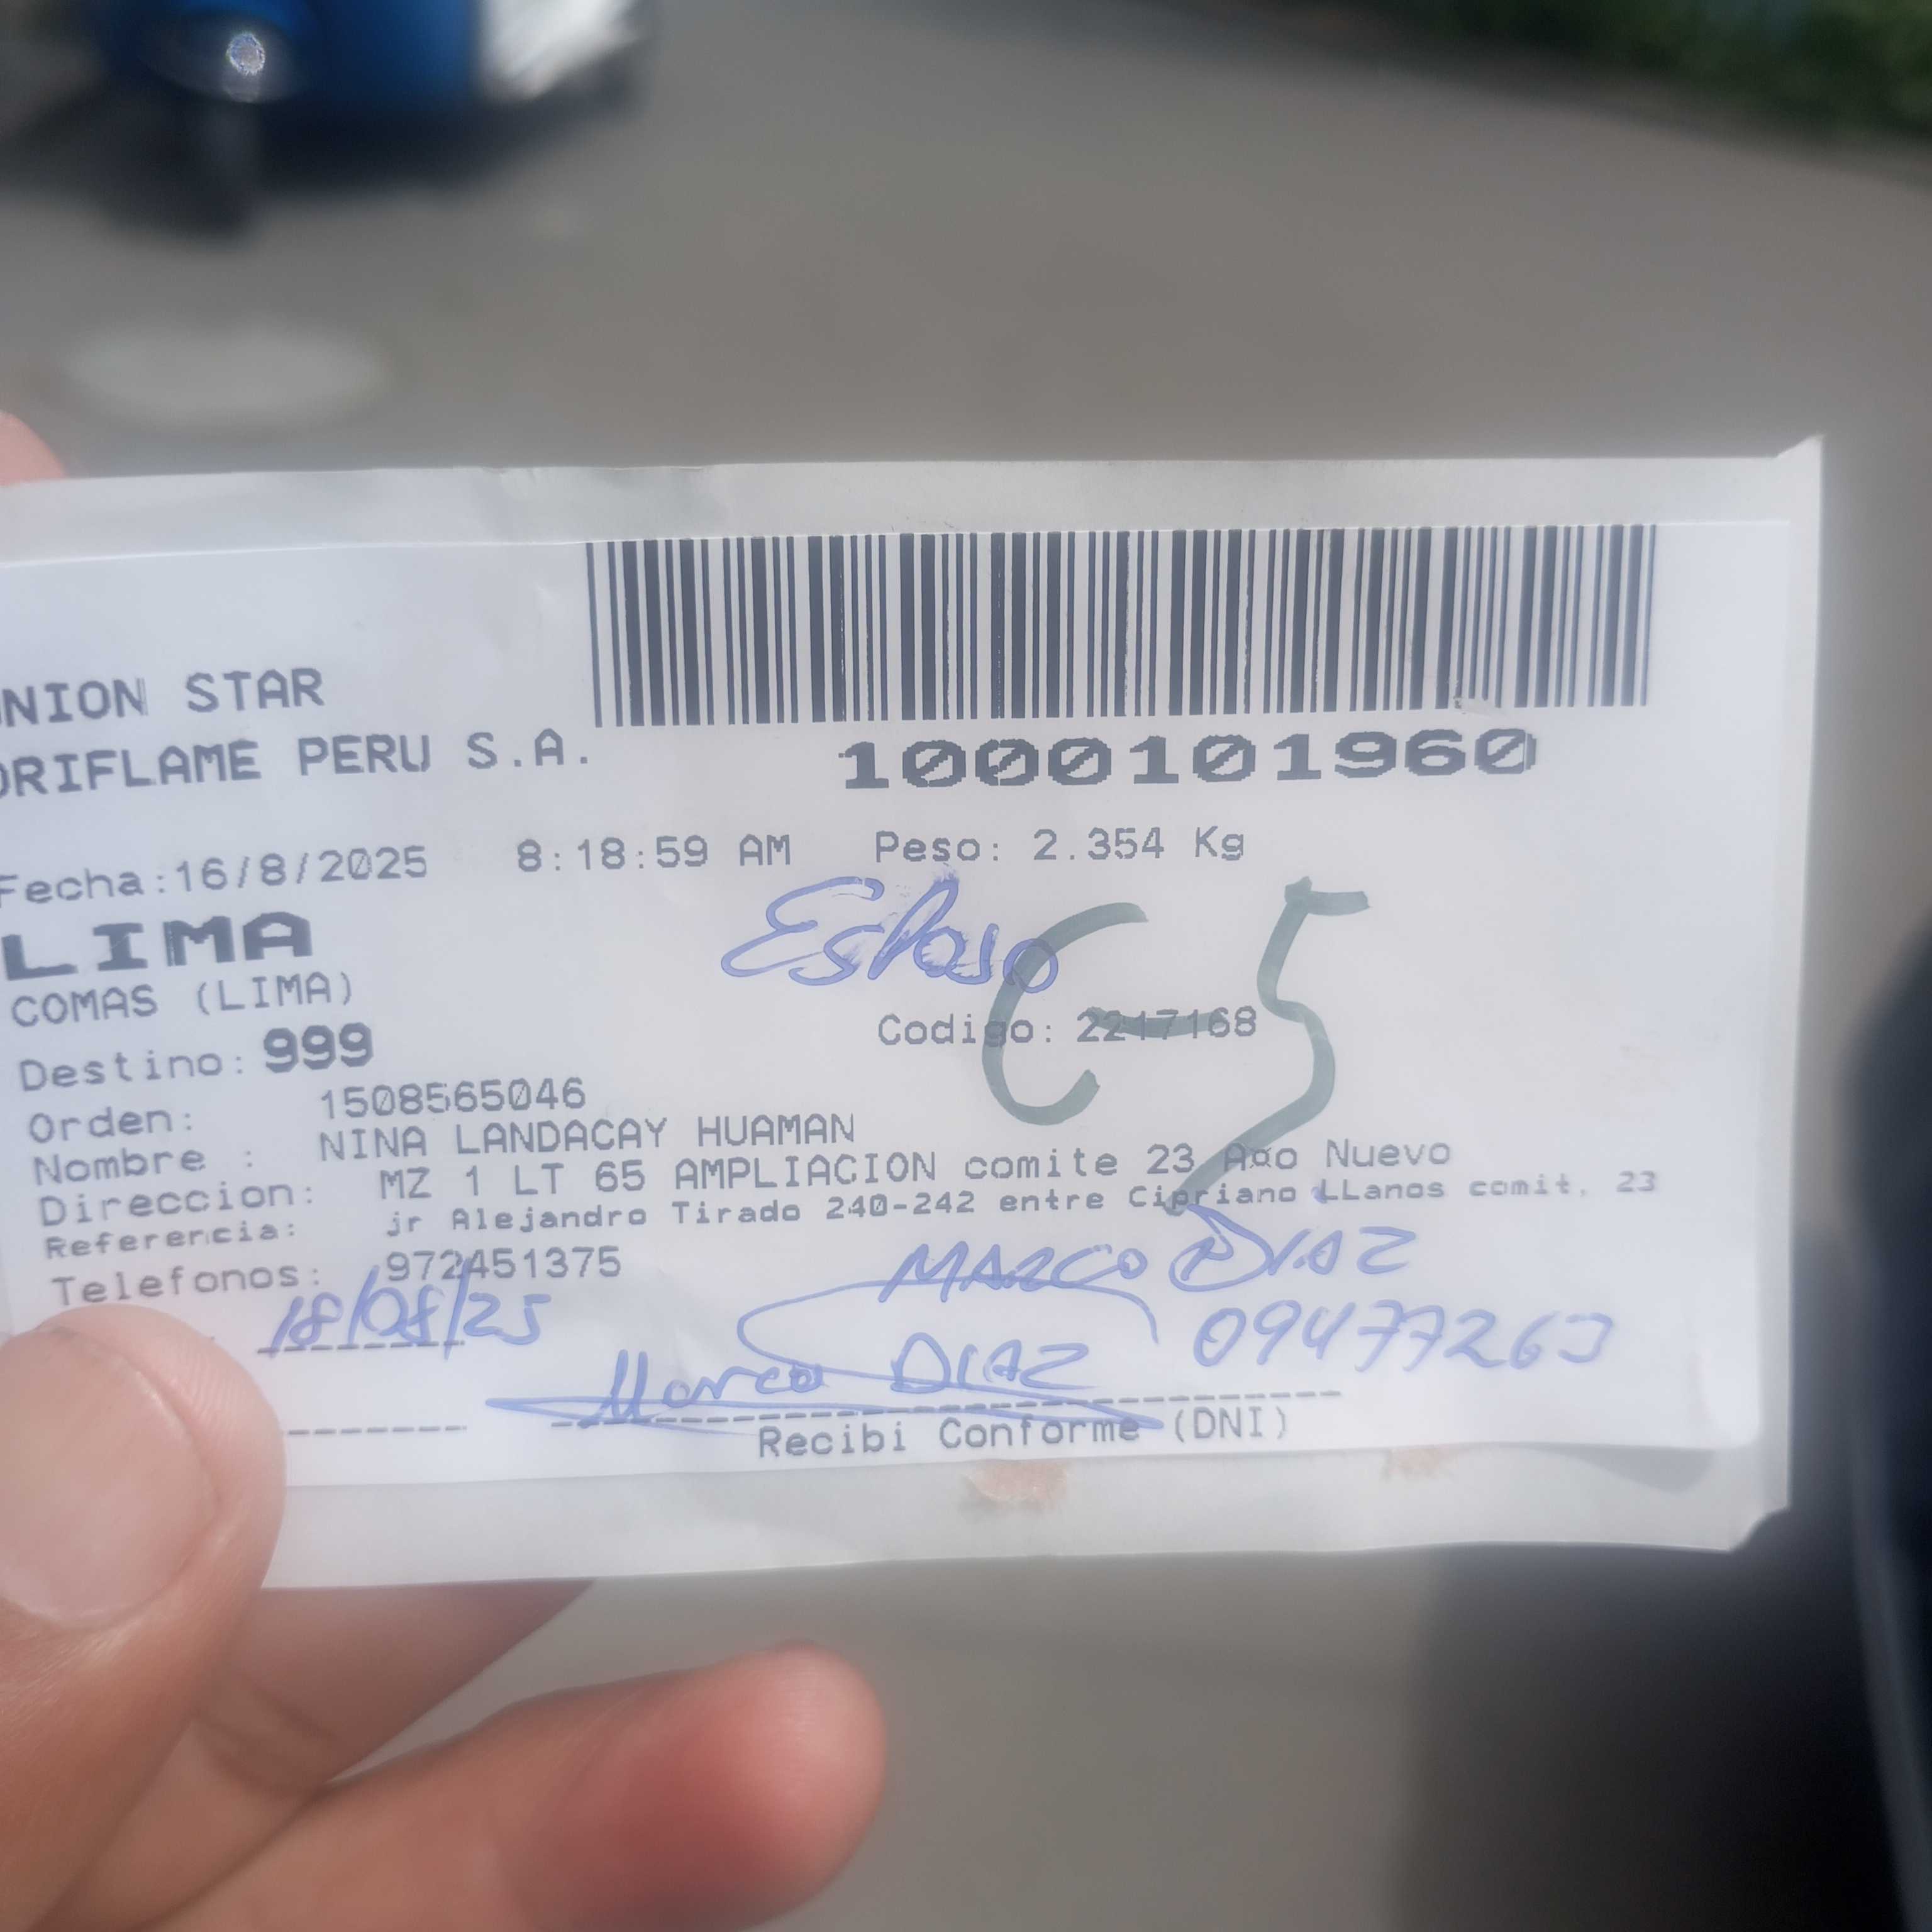 NION STAR
ORIFLAME PERU S.A.
1000101960
Fecha:16/8/2025 8:18:59 AM Peso: 2.354 Kg
LIMA
Esposo
C-5
COMAS (LIMA)
Codigo: 2217168
Destino: 999
Orden: 1508565046
Nombre : NINA LANDACAY HUAMAN
Direccion: MZ 1 LT 65 AMPLIACION comite 23 Aão Nuevo
Referencia: jr Alejandro Tirado 240-242 entre Cipriano LLanos comit, 23
Telefonos: 972451375
MARCO DIAZ
18/08/25
09477263
Marco DIAZ
Recibi Conforme (DNI)